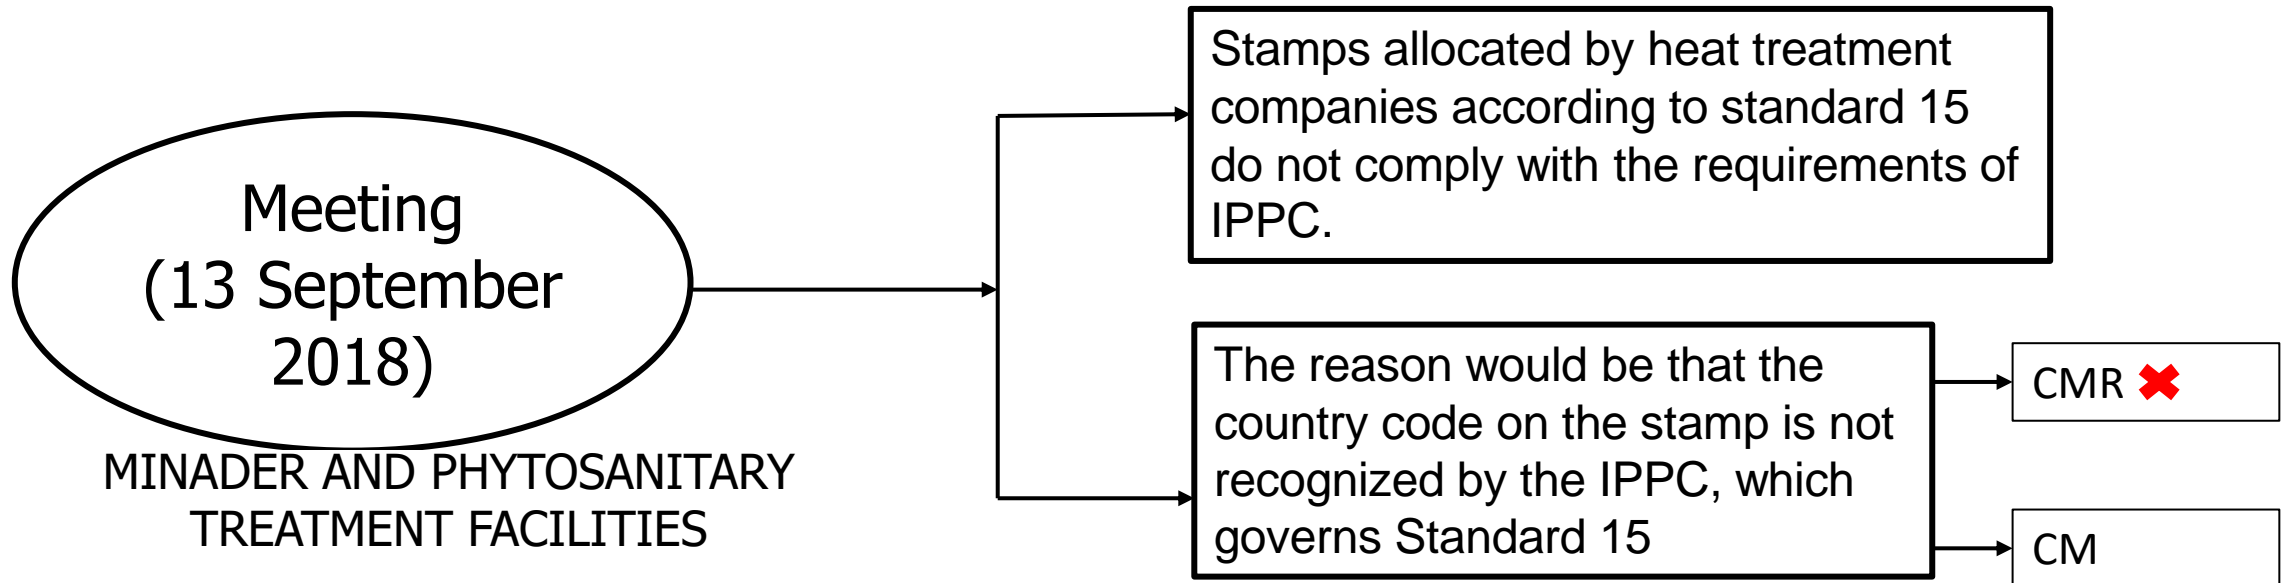 Meeting
(13 September
2018)
MINADER AND PHYTOSANITARY
TREATMENT FACILITIES
Stamps allocated by heat treatment
companies according to standard 15
do not comply with the requirements of
IPPC.
The reason would be that the
country code on the stamp is not
recognized by the IPPC, which
governs Standard 15
CMR
CM